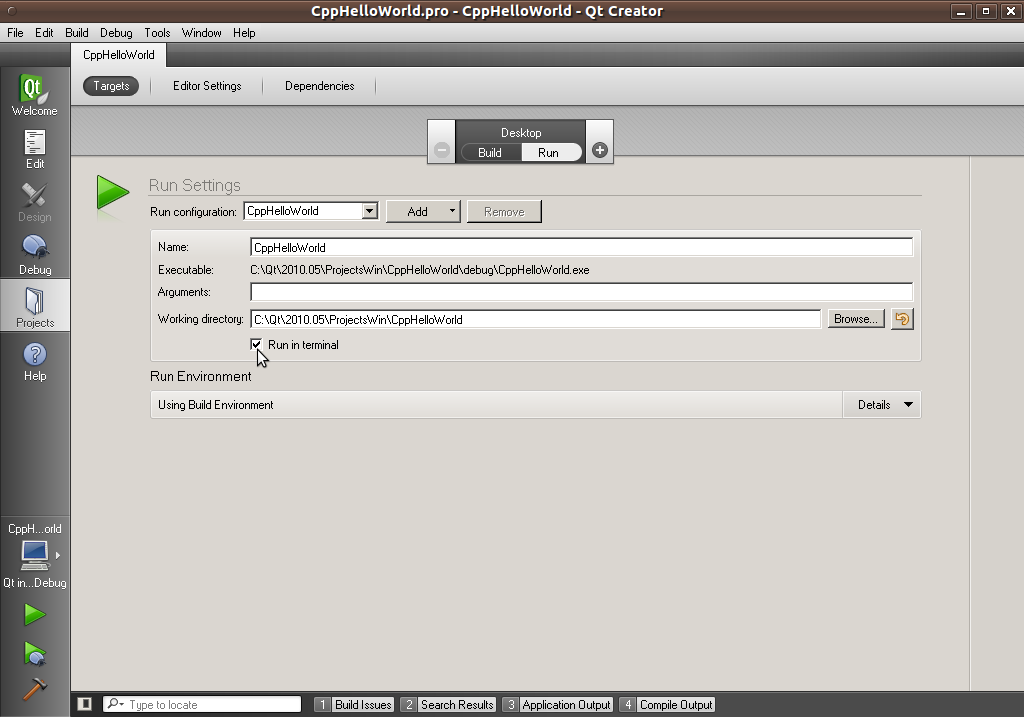 CppHelloWorld.pro - CppHelloWorld - Qt Creator
File Edit Build Debug Tools Window Help
CppHelloWorld
Targets Editor Settings Dependencies
Qt
Welcome
Edit
Design
Debug
Projects
Help
Desktop
Build Run
Run Settings
Run configuration: CppHelloWorld Add Remove
Name: CppHelloWorld
Executable: C:\Qt\2010.05\ProjectsWin\CppHelloWorld\debug\CppHelloWorld.exe
Arguments:
Working directory: C:\Qt\2010.05\ProjectsWin\CppHelloWorld Browse...
Run in terminal
Run Environment
Using Build Environment Details
CppH...orld
Qt in...Debug
Type to locate 1 Build Issues 2 Search Results 3 Application Output 4 Compile Output